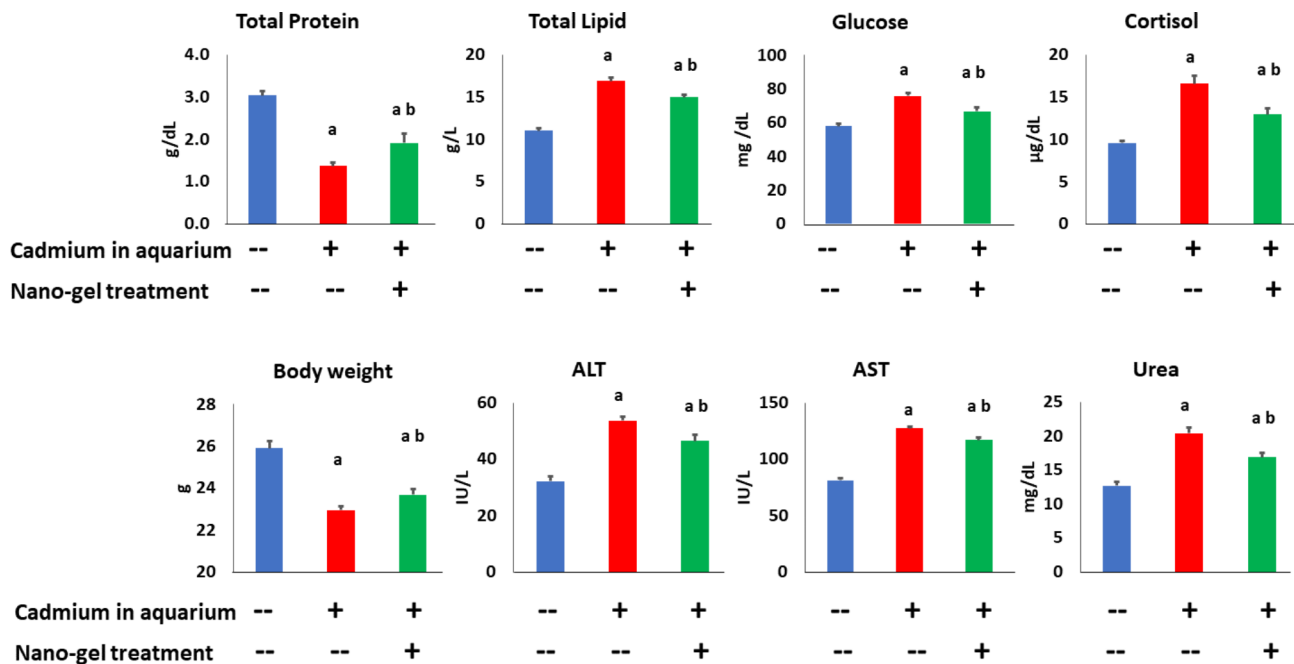 Total Protein
Total Lipid
Glucose
Cortisol
4.0
3.0
2.0
1.0
0.0
g/dL
a
a b
20
15
10
5
0
g/L
a
a b
100
80
60
40
20
0
mg /dL
a
a b
20
15
10
5
0
µg/dL
a
a b
Cadmium in aquarium -- + + -- + + -- + + -- + +
Nano-gel treatment -- -- + -- -- + -- -- + -- -- +
Body weight
ALT
AST
Urea
28
26
24
22
20
g
a
a b
60
40
20
0
IU/L
a
a b
150
100
50
0
IU/L
a
a b
25
20
15
10
5
0
mg/dL
a
a b
Cadmium in aquarium -- + + -- + + -- + + -- + +
Nano-gel treatment -- -- + -- -- + -- -- + -- -- +